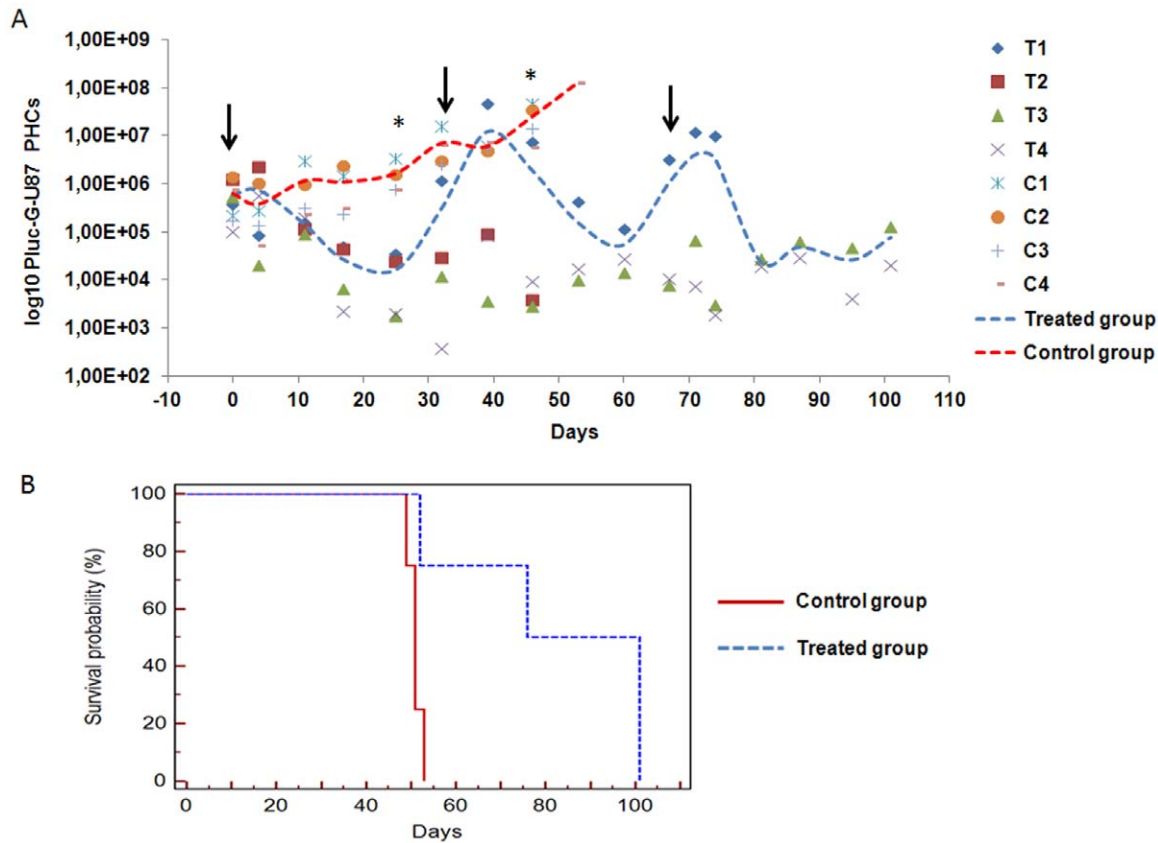 A
log10 Pluc-G-U87 PHCs
1,00E+09
1,00E+08
1,00E+07
1,00E+06
1,00E+05
1,00E+04
1,00E+03
1,00E+02
* *
-10 0 10 20 30 40 50 60 70 80 90 100 110
Days
T1
T2
T3
T4
C1
C2
C3
C4
Treated group
Control group
B
Survival probability (%)
100
80
60
40
20
0
0 20 40 60 80 100
Days
Control group
Treated group